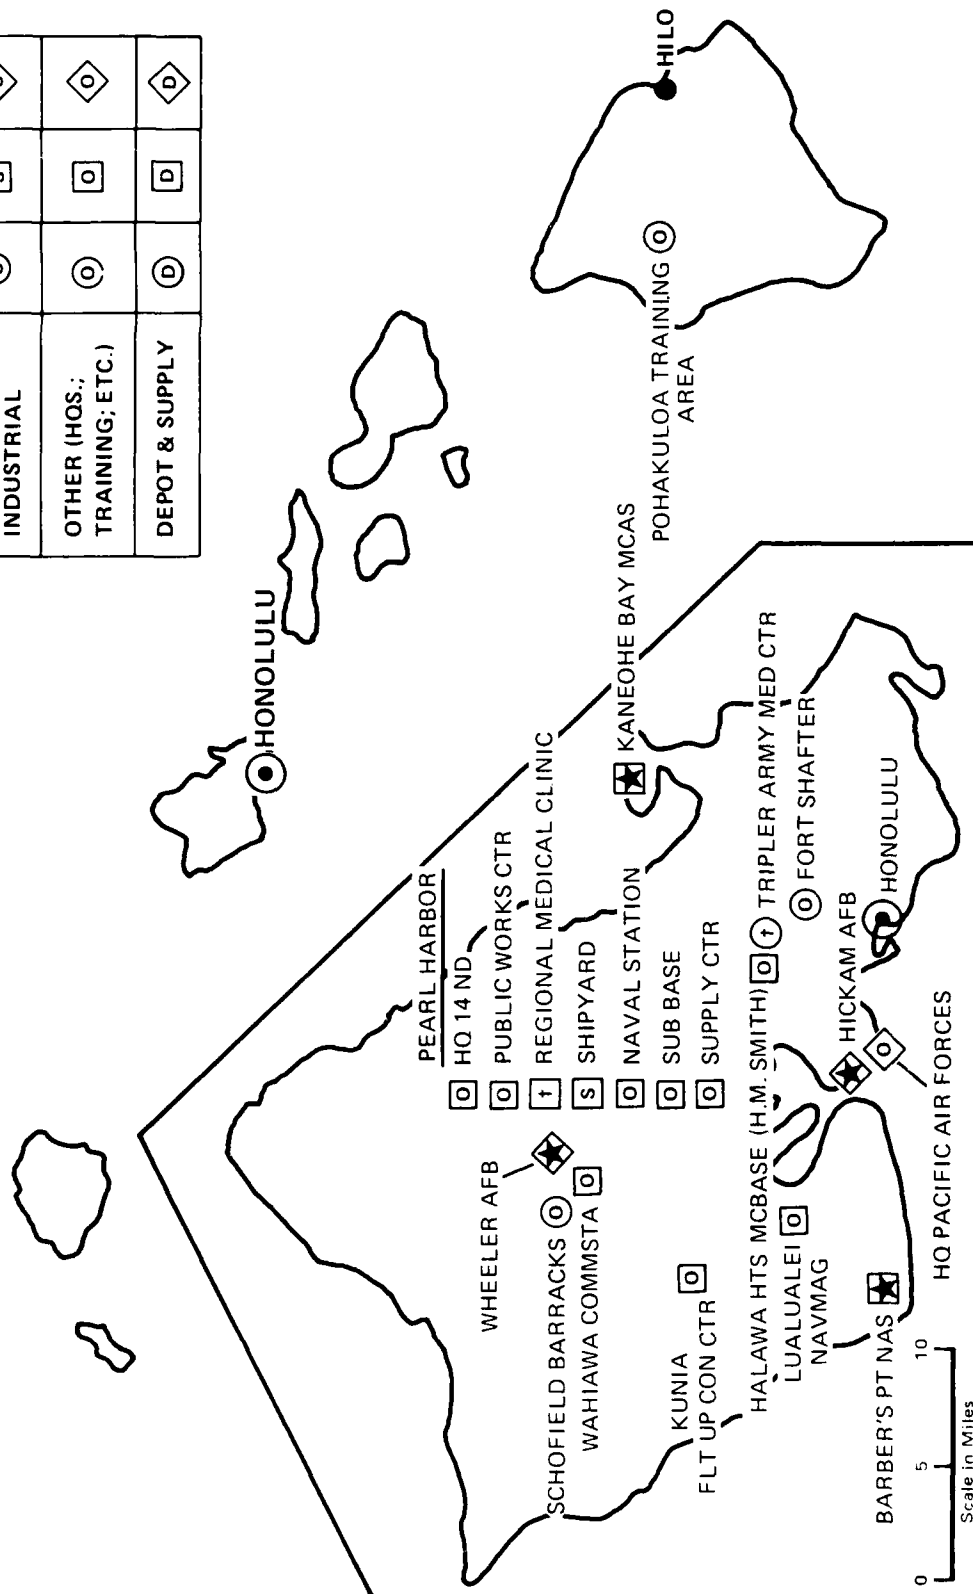 INDUSTRIAL
OTHER (HQS.;
TRAINING; ETC.)
O O O
DEPOT & SUPPLY
D D D
HONOLULU
HILO
POHAKULOA TRAINING O
AREA
KANEOHE BAY MCAS
PEARL HARBOR
O HQ 14 ND
O PUBLIC WORKS CTR
t REGIONAL MEDICAL CLINIC
S SHIPYARD
O NAVAL STATION
O SUB BASE
O SUPPLY CTR
WHEELER AFB
SCHOFIELD BARRACKS O
WAHIAWA COMMSTA O
KUNIA
FLT UP CON CTR O
HALAWA HTS MCBASE (H.M. SMITH) O
t TRIPLER ARMY MED CTR
O FORT SHAFTER
LUALUALEI O
NAVMAG
HICKAM AFB
HONOLULU
O
HQ PACIFIC AIR FORCES
BARBER'S PT NAS
0 5 10
Scale in Miles